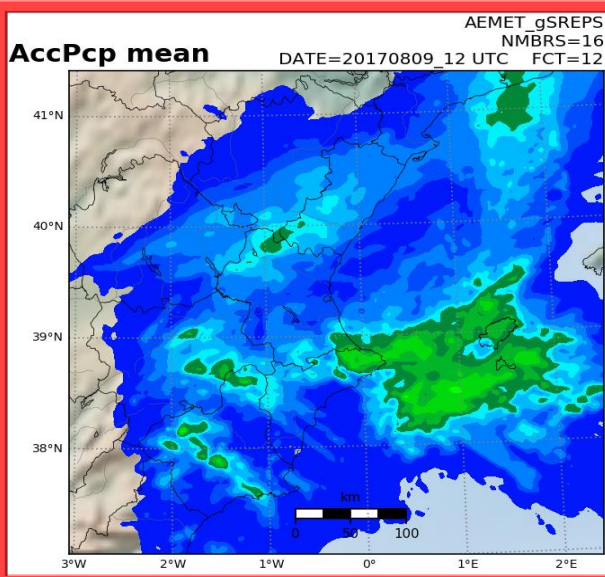 AEMET_gSREPS
NMBRS=16
AccPcp mean
DATE=20170809_12 UTC FCT=12
41°N
40°N
39°N
38°N
km
0 50 100
3°W 2°W 1°W 0° 1°E 2°E